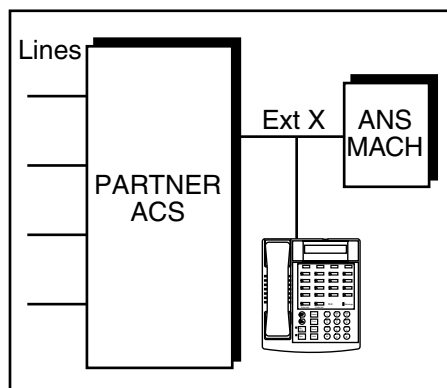 Lines
PARTNER
ACS
Ext X
ANS
MACH